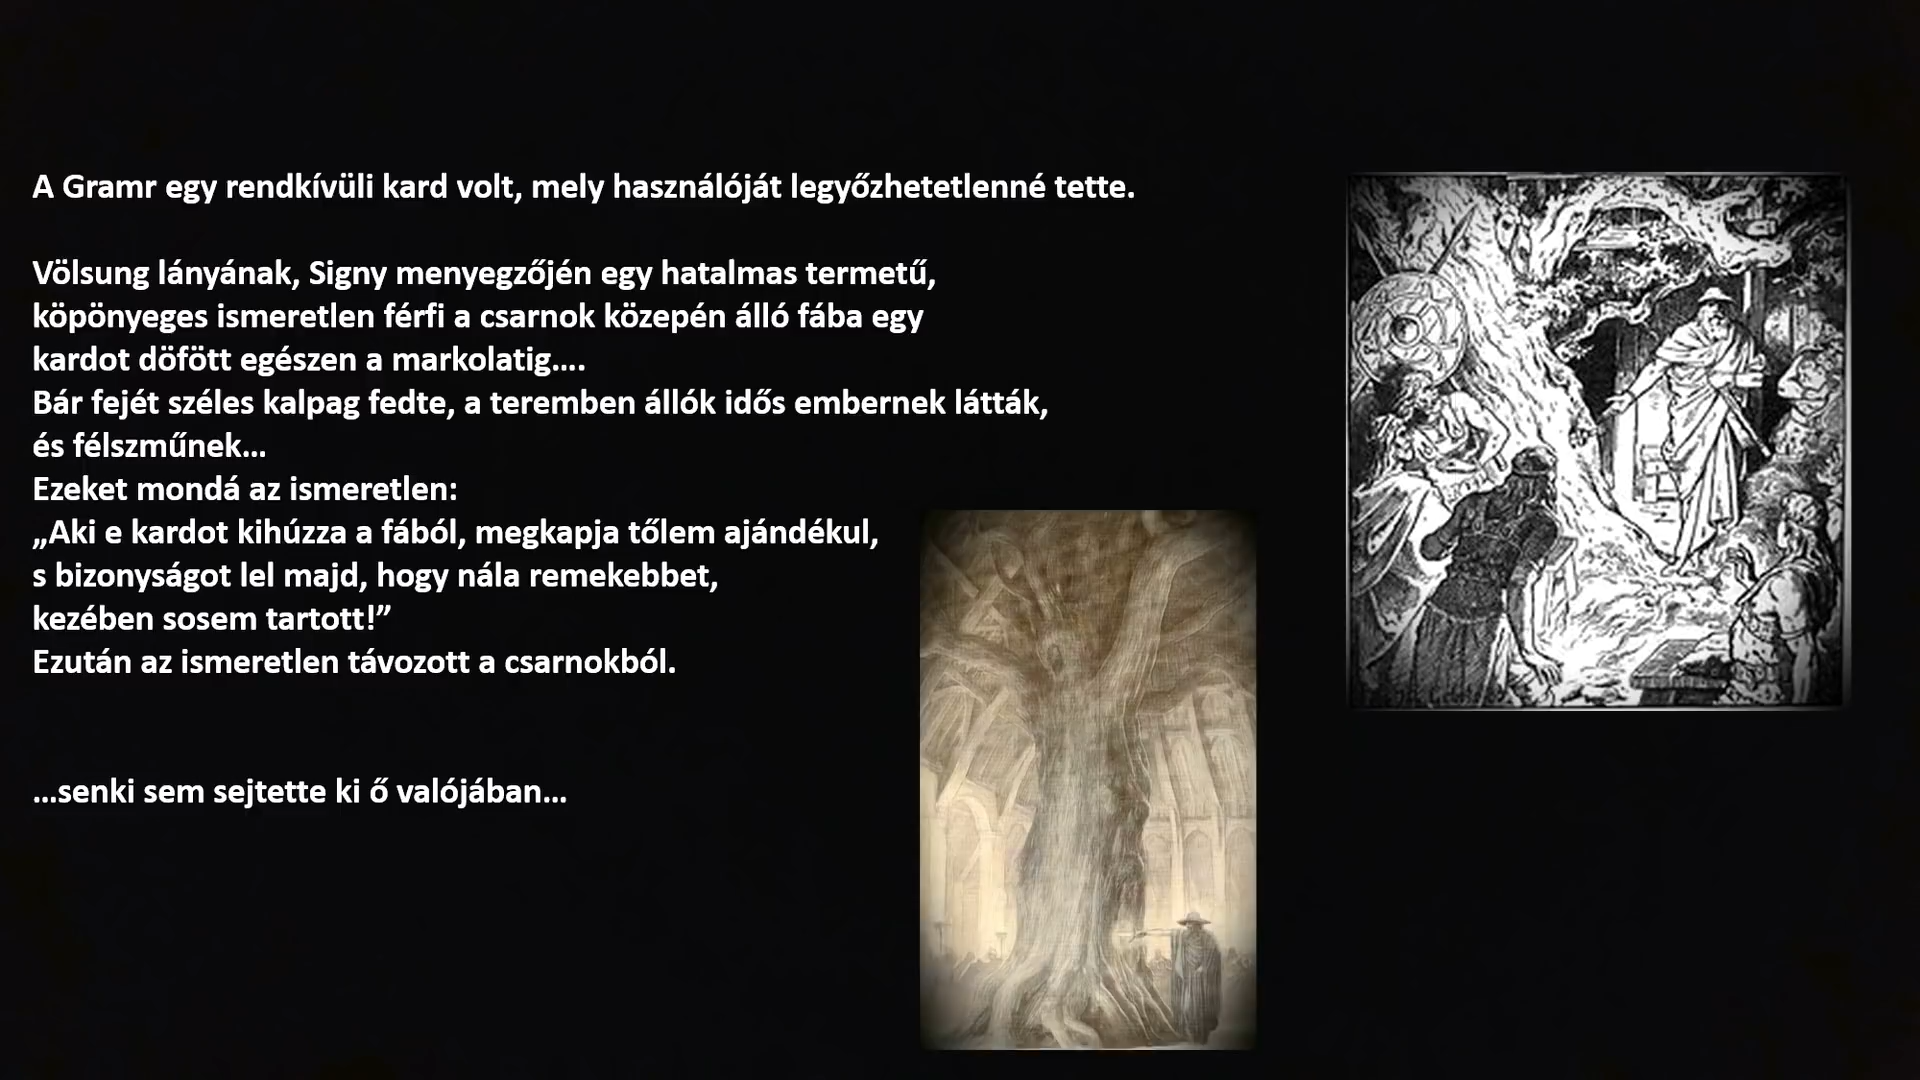 A Gramr egy rendkívüli kard volt, mely használóját legyőzhetetlenné tette.
Völsung lányának, Signy menyegzőjén egy hatalmas termetű,
köpönyeges ismeretlen férfi a csarnok közepén álló fába egy
kardot döfött egészen a markolatig....
Bár fejét széles kalpag fedte, a teremben állók idős embernek látták,
és félszműnek...
Ezeket mondá az ismeretlen:
„Aki e kardot kihúzza a fából, megkapja tőlem ajándékul,
s bizonyságot lel majd, hogy nála remekebbet,
kezében sosem tartott!”
Ezután az ismeretlen távozott a csarnokból.
...senki sem sejtette ki ő valójában...